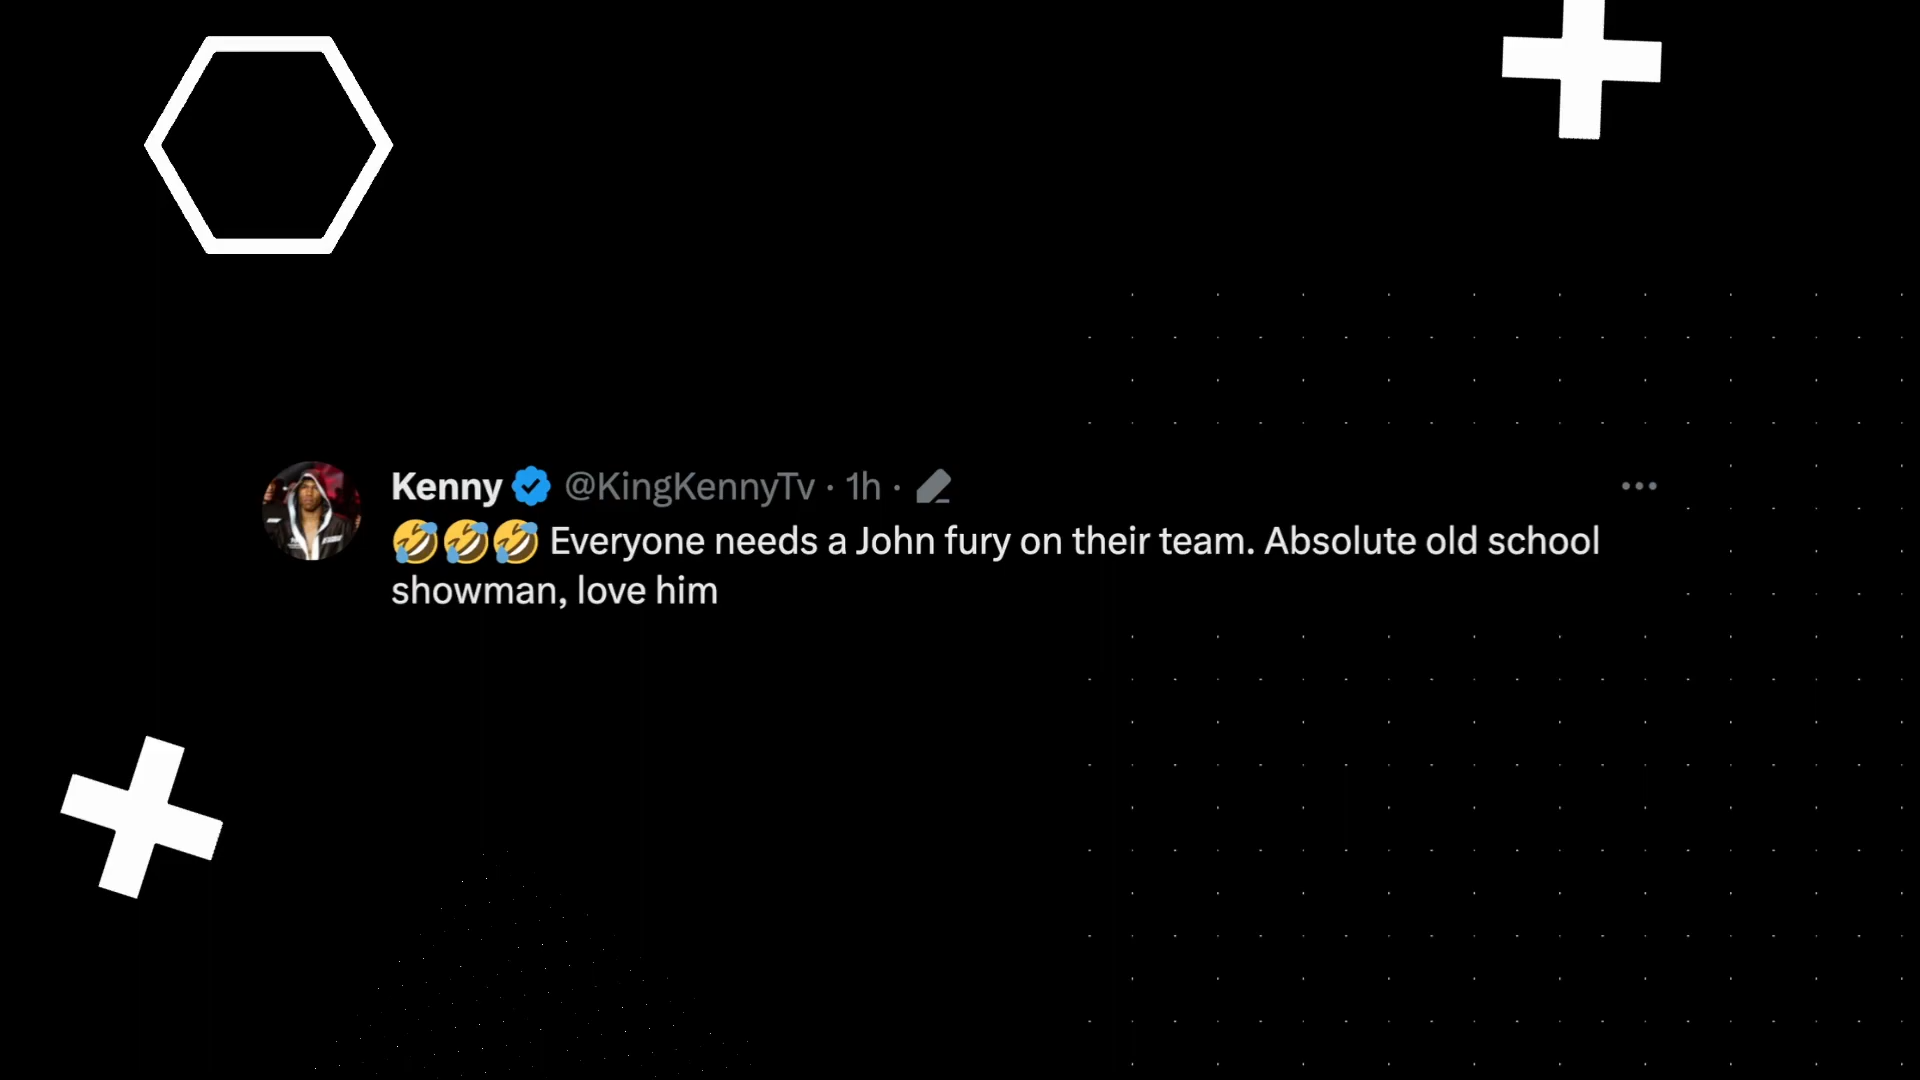 Kenny @KingKennyTv · 1h ·
🤣🤣🤣 Everyone needs a John fury on their team. Absolute old school
showman, love him